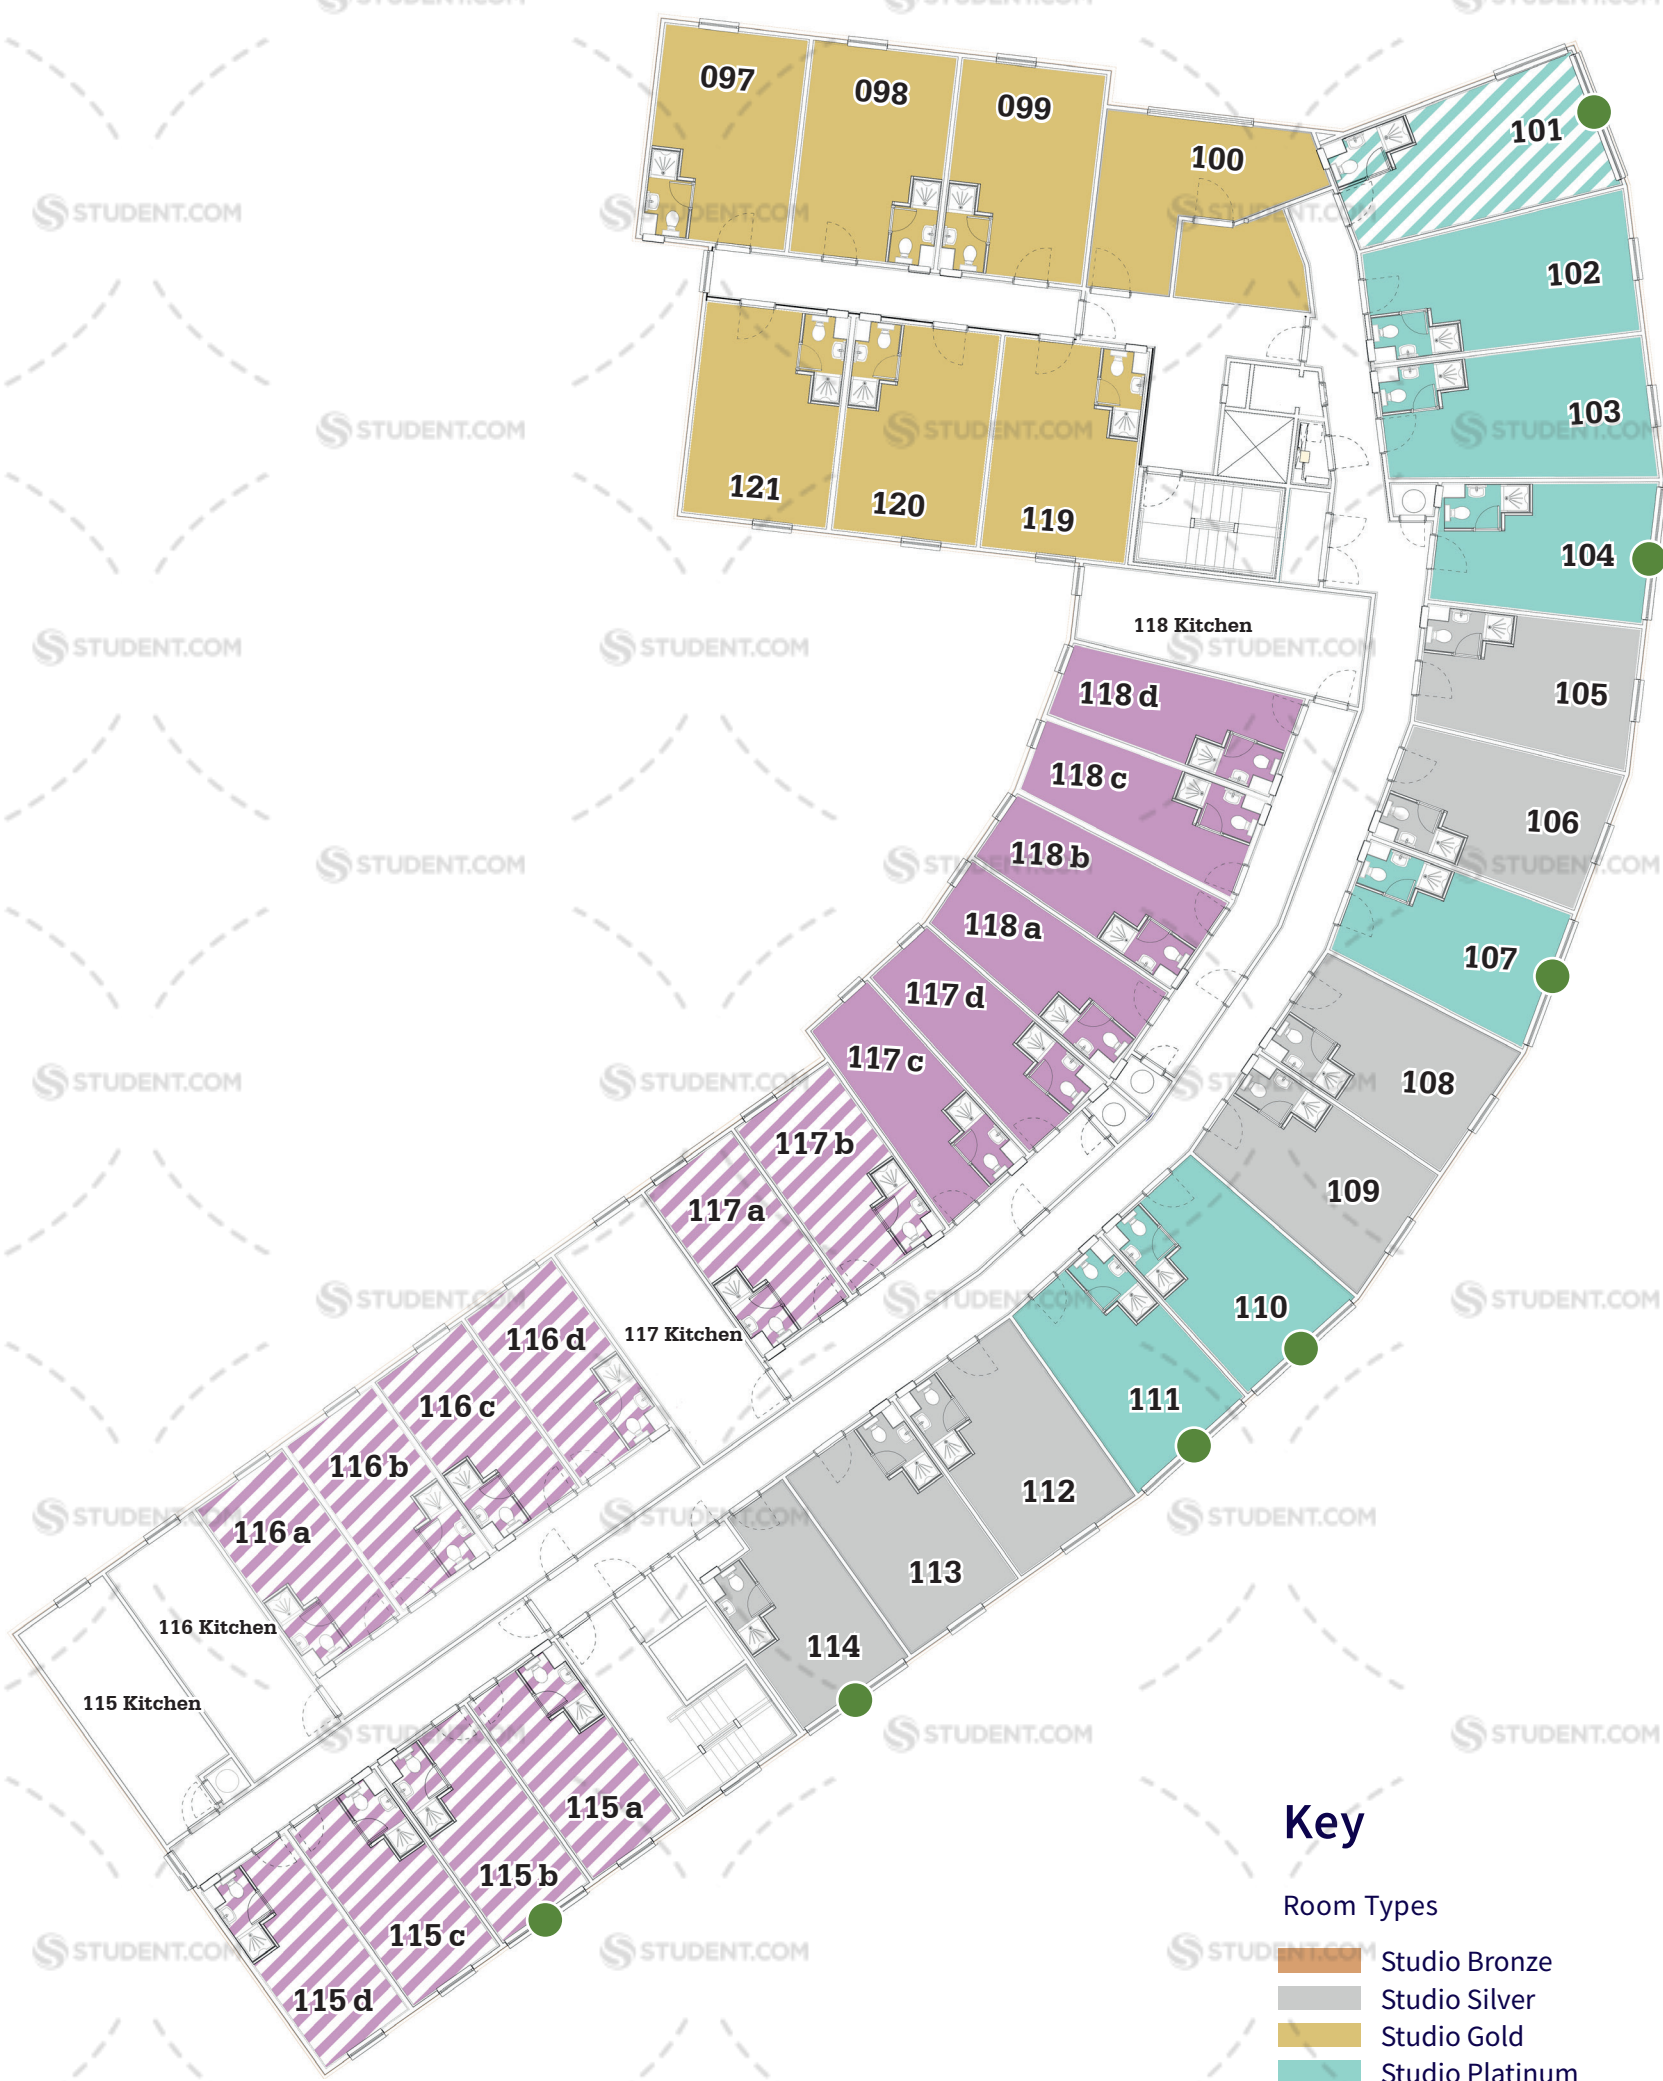 097
098
099
100
101
102
103
104
105
106
107
108
109
110
111
112
113
114
121
120
119
118 Kitchen
118 d
118 c
118 b
118 a
117 d
117 c
117 b
117 a
117 Kitchen
116 d
116 c
116 b
116 a
116 Kitchen
115 Kitchen
115 a
115 b
115 c
115 d
Key
Room Types
Studio Bronze
Studio Silver
Studio Gold
Studio Platinum
STUDENT.COM